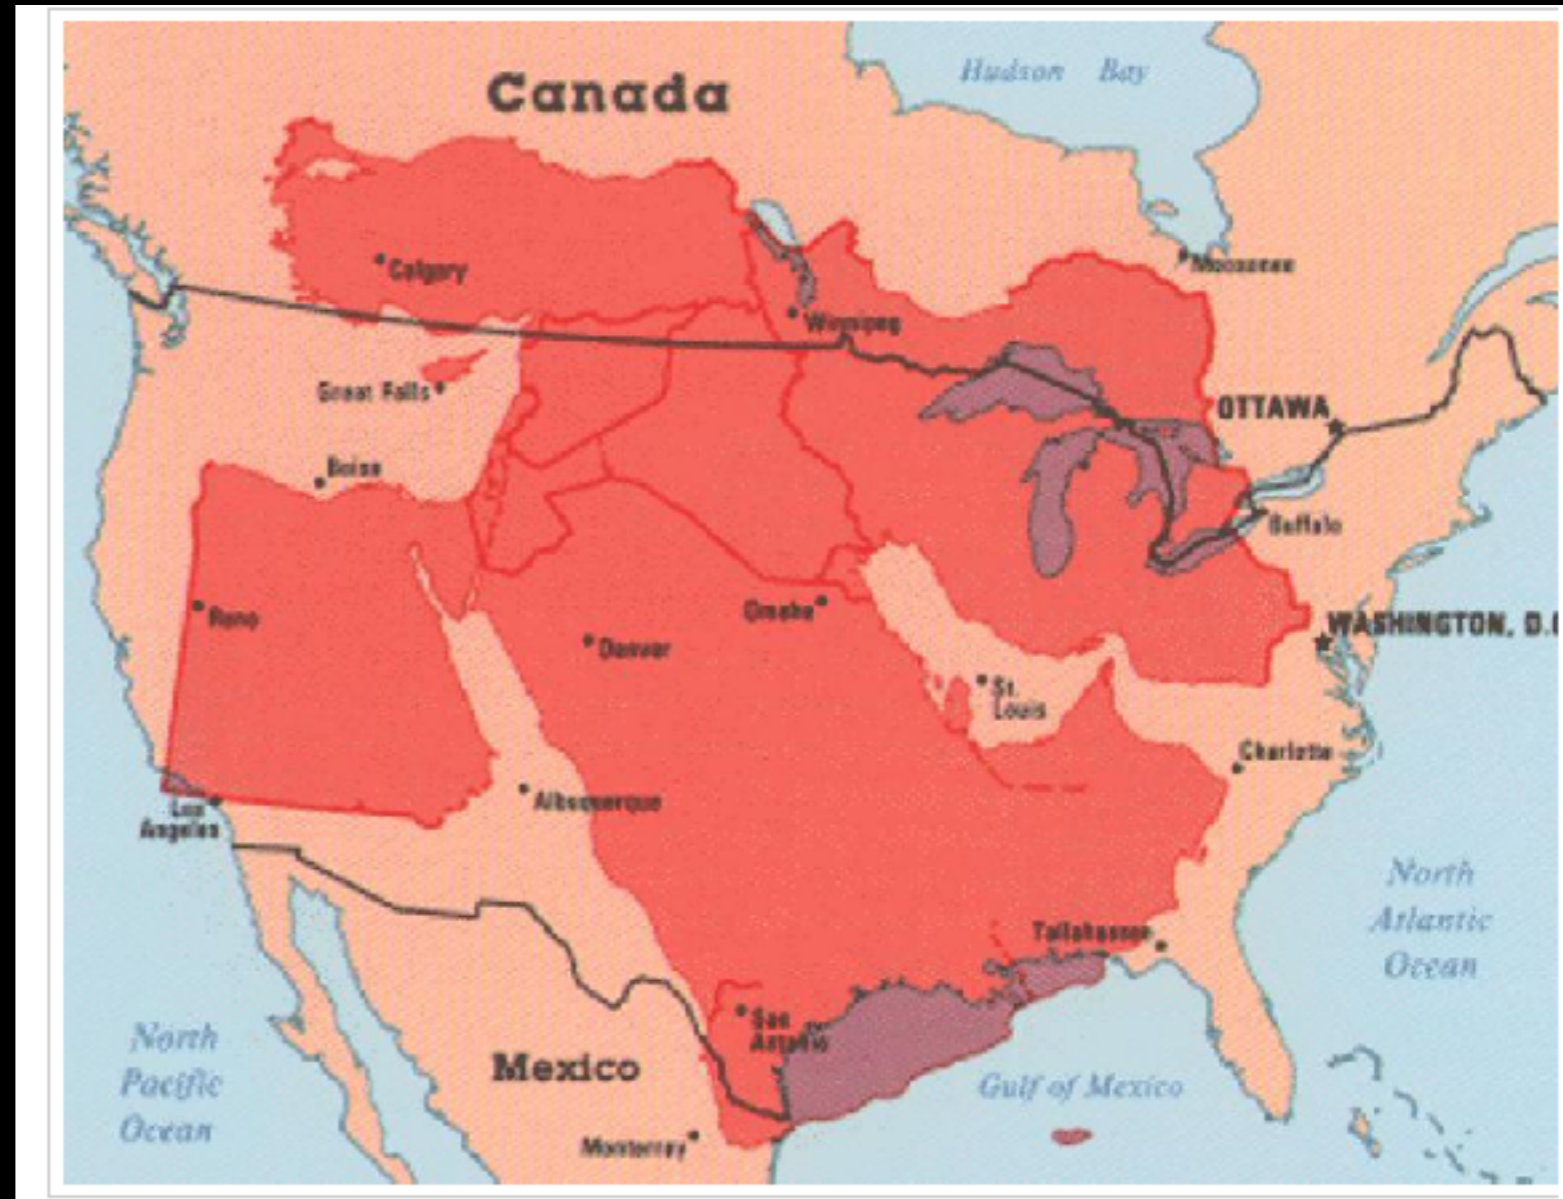 Hudson Bay
Canada
Moosonee
Calgary
Winnipeg
Great Falls
OTTAWA
Boise
Buffalo
Reno
Omaha
WASHINGTON, D.
Denver
St.
Louis
Charlotte
Los
Angeles
Albuquerque
North
Atlantic
Ocean
Tallahassee
San
Antonio
North
Pacific
Ocean
Mexico
Gulf of Mexico
Monterrey